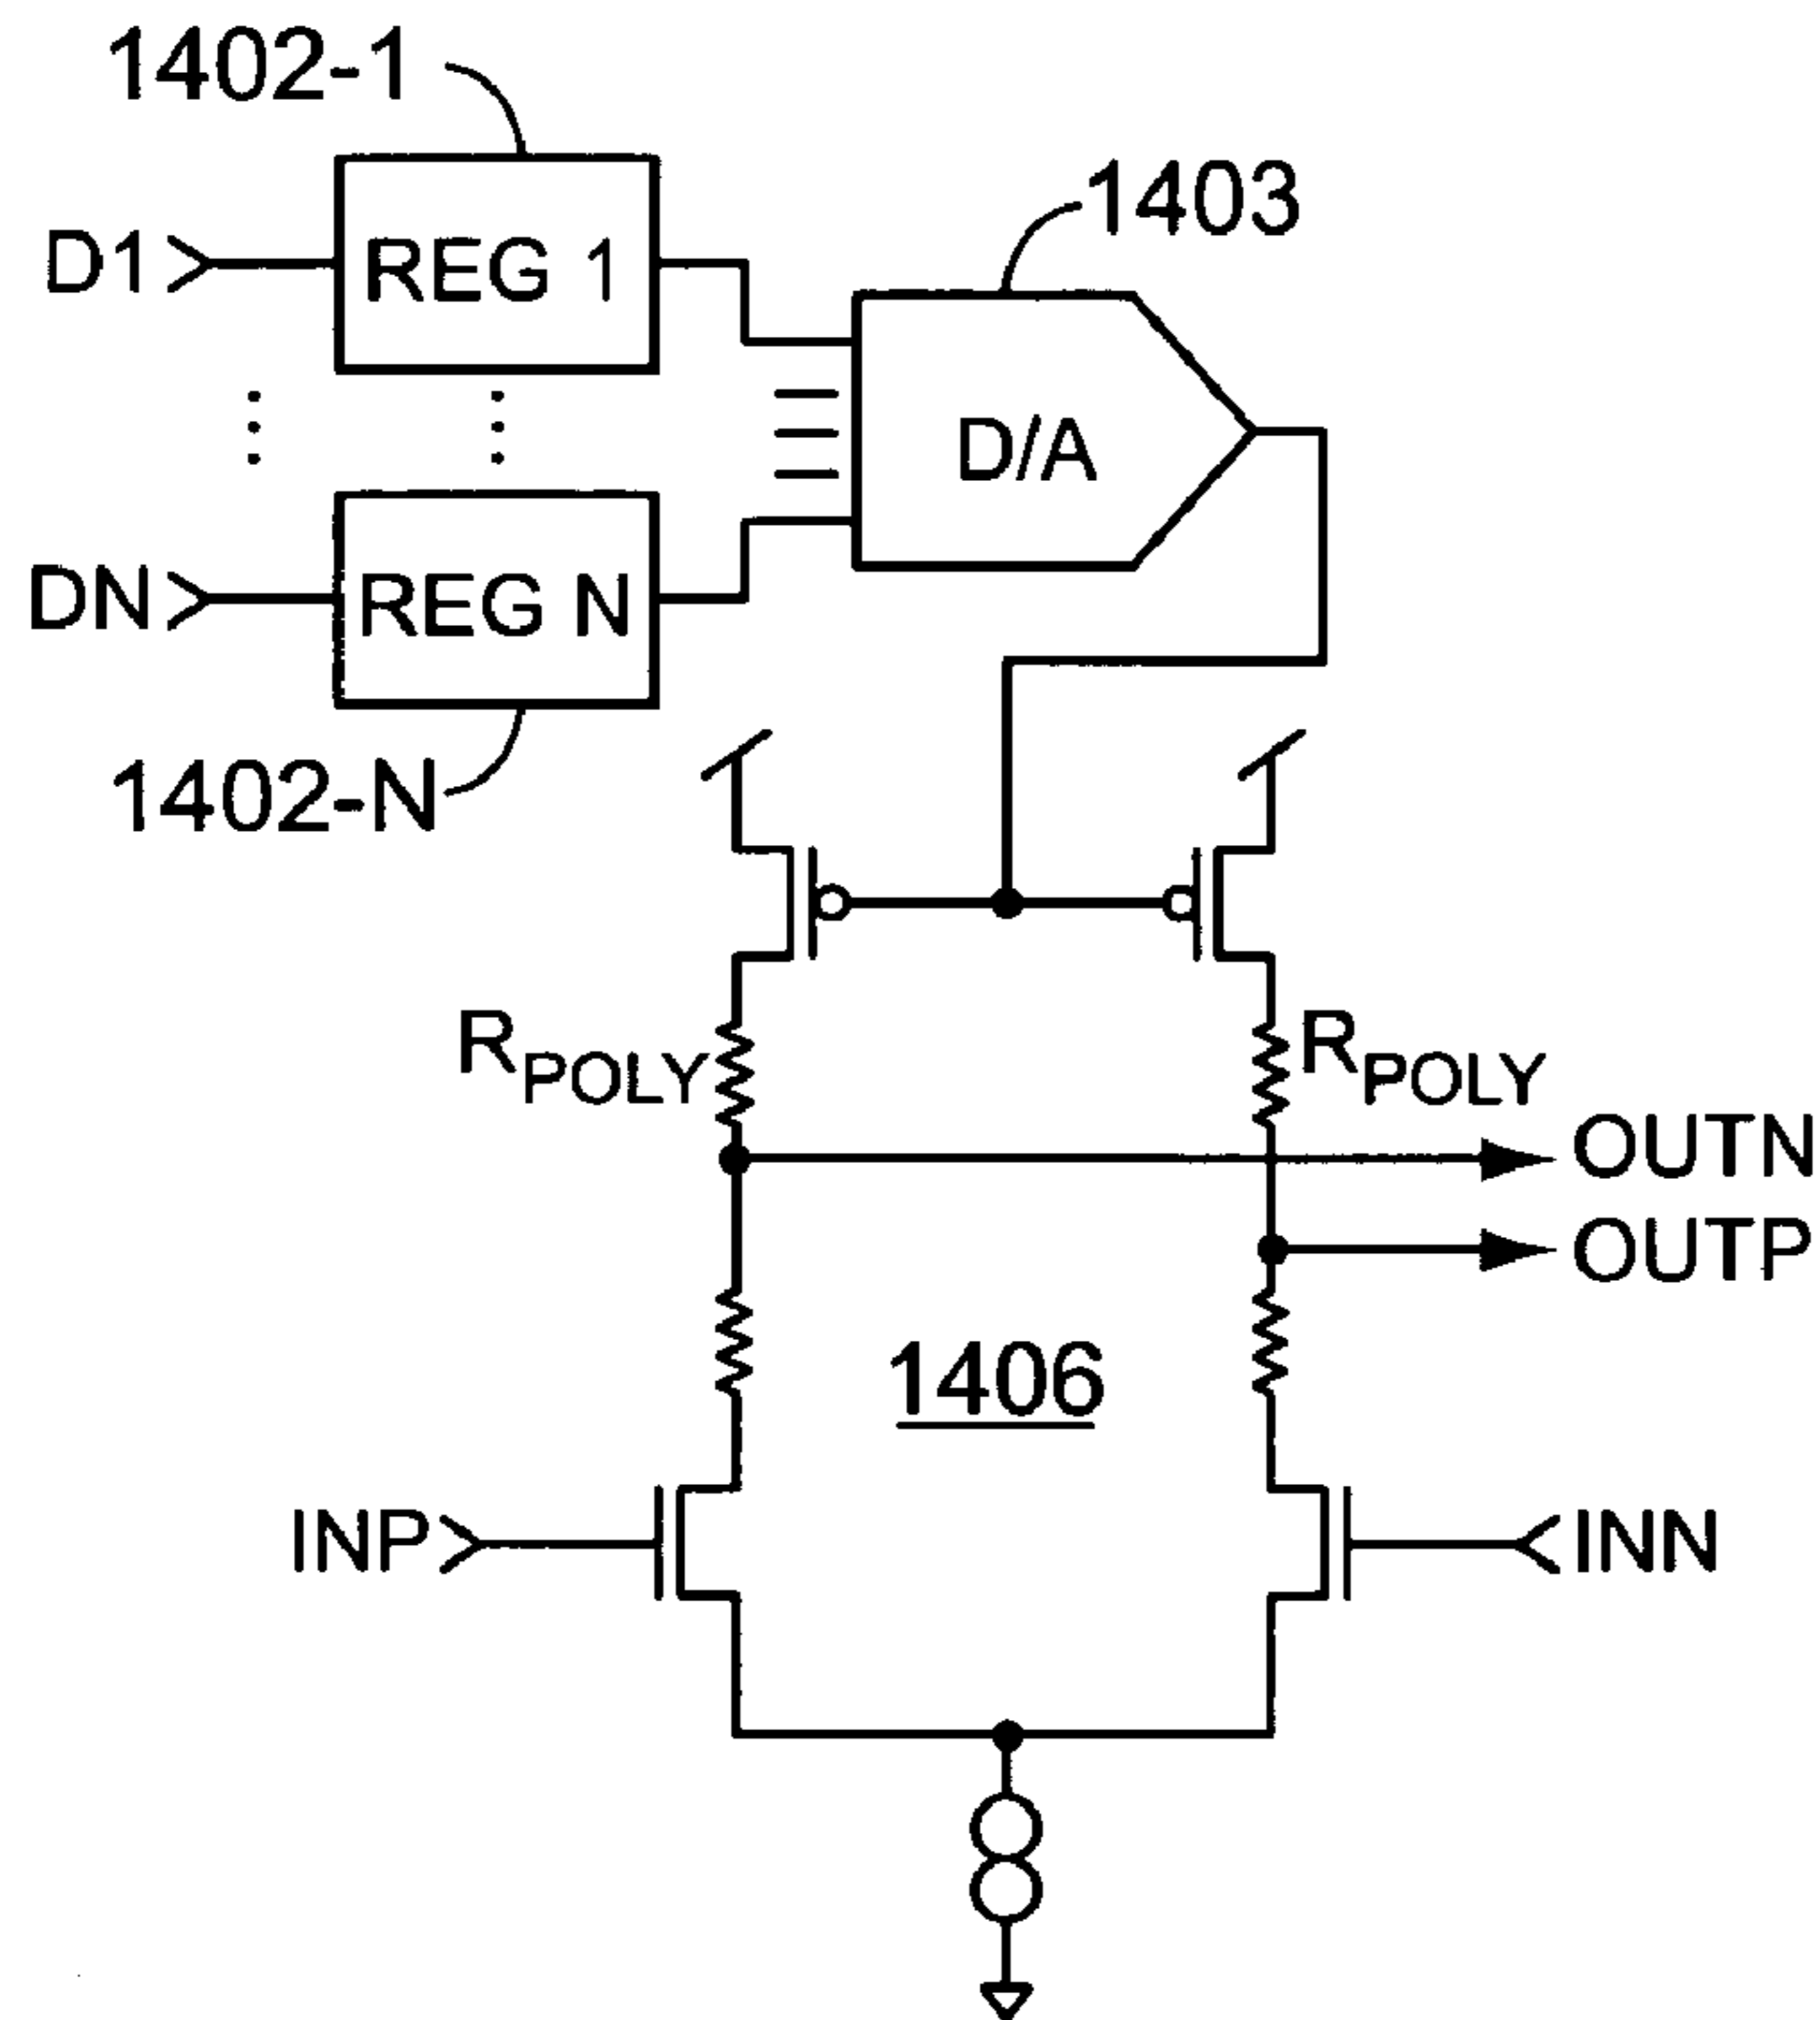 1402-1
1403
D1
REG 1
D/A
DN
REG N
1402-N
RPOLY
RPOLY
OUTN
OUTP
1406
INP
INN